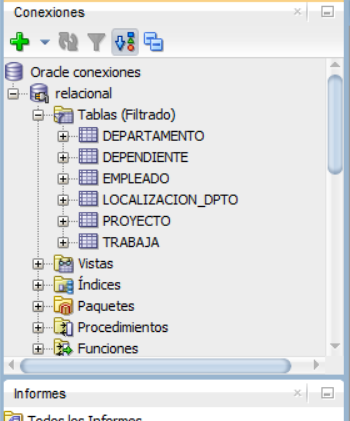 Conexiones
Oracle conexiones
relacional
Tablas (Filtrado)
DEPARTAMENTO
DEPENDIENTE
EMPLEADO
LOCALIZACION_DPTO
PROYECTO
TRABAJA
Vistas
Índices
Paquetes
Procedimientos
Funciones
Informes
Todos los Informes